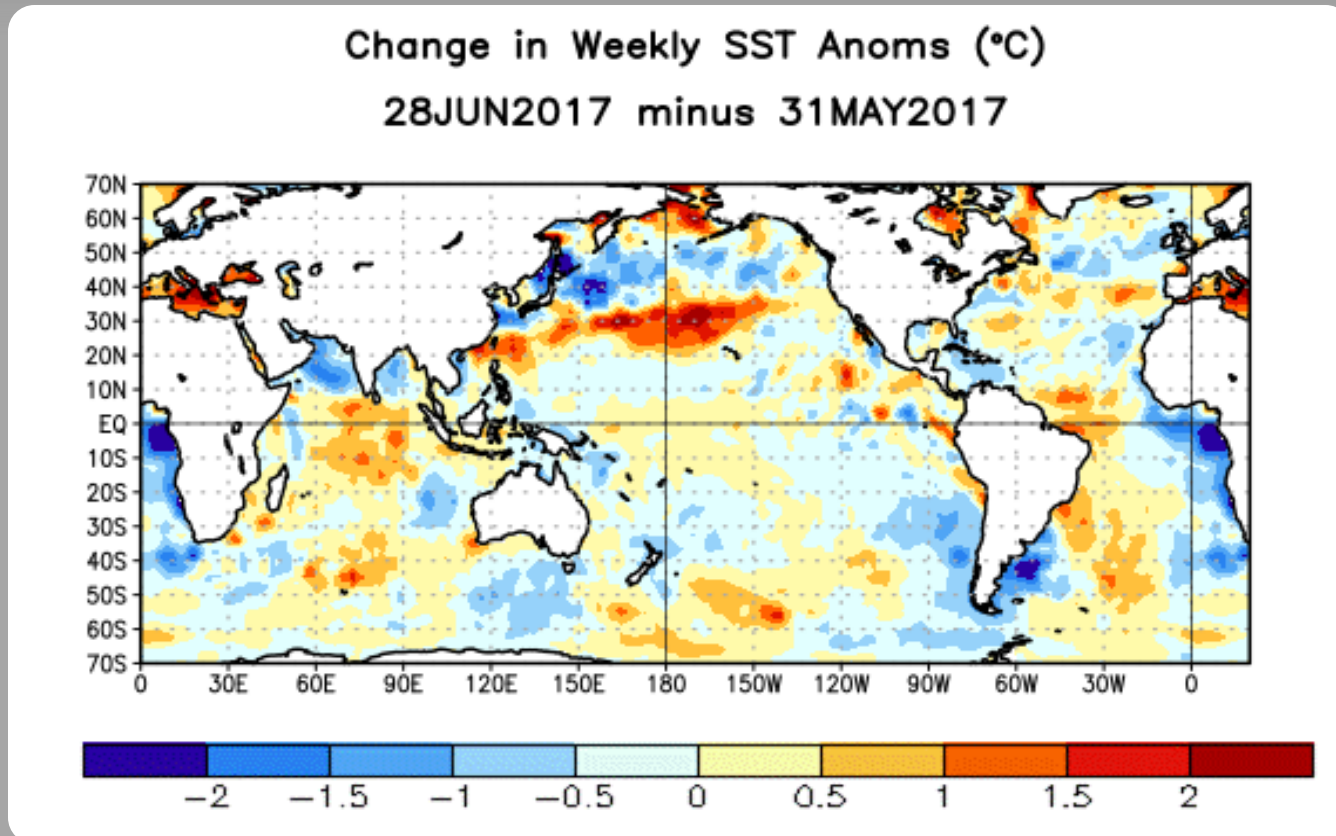 Change in Weekly SST Anoms (°C)
28JUN2017 minus 31MAY2017
70N
60N
50N
40N
30N
20N
10N
EQ
10S
20S
30S
40S
50S
60S
70S
0 30E 60E 90E 120E 150E 180 150W 120W 90W 60W 30W 0
−2 −1.5 −1 −0.5 0 0.5 1 1.5 2